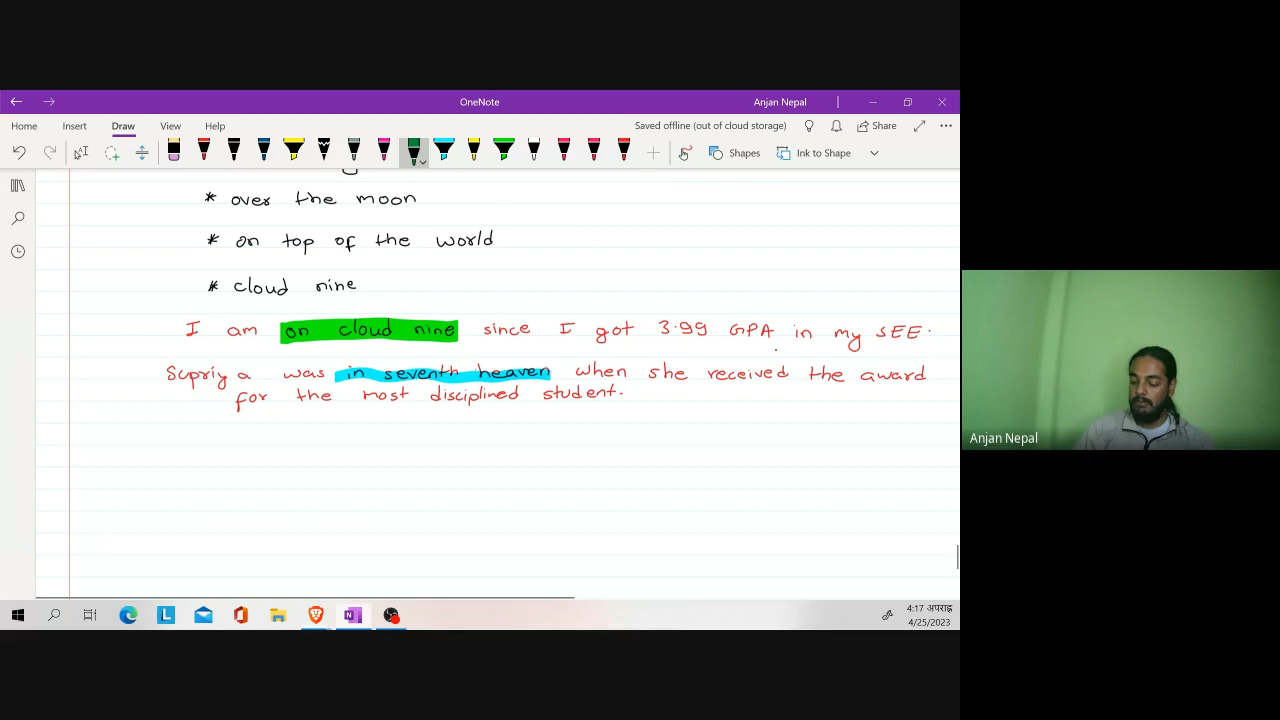 OneNote
Anjan Nepal
Home Insert Draw View Help
Saved offline (out of cloud storage)
Share
Shapes
Ink to Shape
* over the moon
* on top of the world
* cloud nine
I am on cloud nine since I got 3.99 GPA in my SEE.
Supriya was in seventh heaven when she received the award
for the most disciplined student.
Anjan Nepal
4:17 अपराह्न
4/25/2023